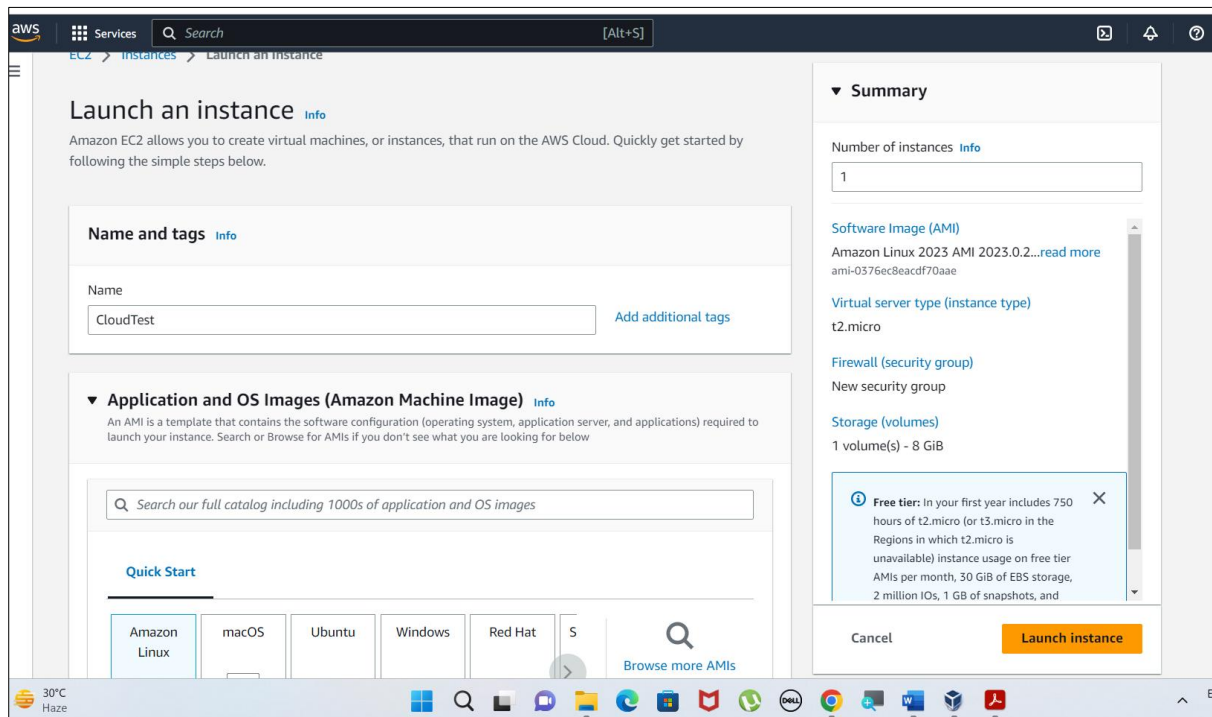 aws
Services
Search
[Alt+S]
EC2 > Instances > Launch an instance
Launch an instance Info
Amazon EC2 allows you to create virtual machines, or instances, that run on the AWS Cloud. Quickly get started by
following the simple steps below.
Name and tags Info
Name
CloudTest
Add additional tags
Application and OS Images (Amazon Machine Image) Info
An AMI is a template that contains the software configuration (operating system, application server, and applications) required to
launch your instance. Search or Browse for AMIs if you don't see what you are looking for below
Search our full catalog including 1000s of application and OS images
Quick Start
Amazon
Linux
macOS
Ubuntu
Windows
Red Hat
S
Browse more AMIs
Summary
Number of instances Info
1
Software Image (AMI)
Amazon Linux 2023 AMI 2023.0.2...read more
ami-0376ec8eacdf70aae
Virtual server type (instance type)
t2.micro
Firewall (security group)
New security group
Storage (volumes)
1 volume(s) - 8 GiB
Free tier: In your first year includes 750
hours of t2.micro (or t3.micro in the
Regions in which t2.micro is
unavailable) instance usage on free tier
AMIs per month, 30 GiB of EBS storage,
2 million IOs, 1 GB of snapshots, and
Cancel
Launch instance
30°C
Haze
DELL